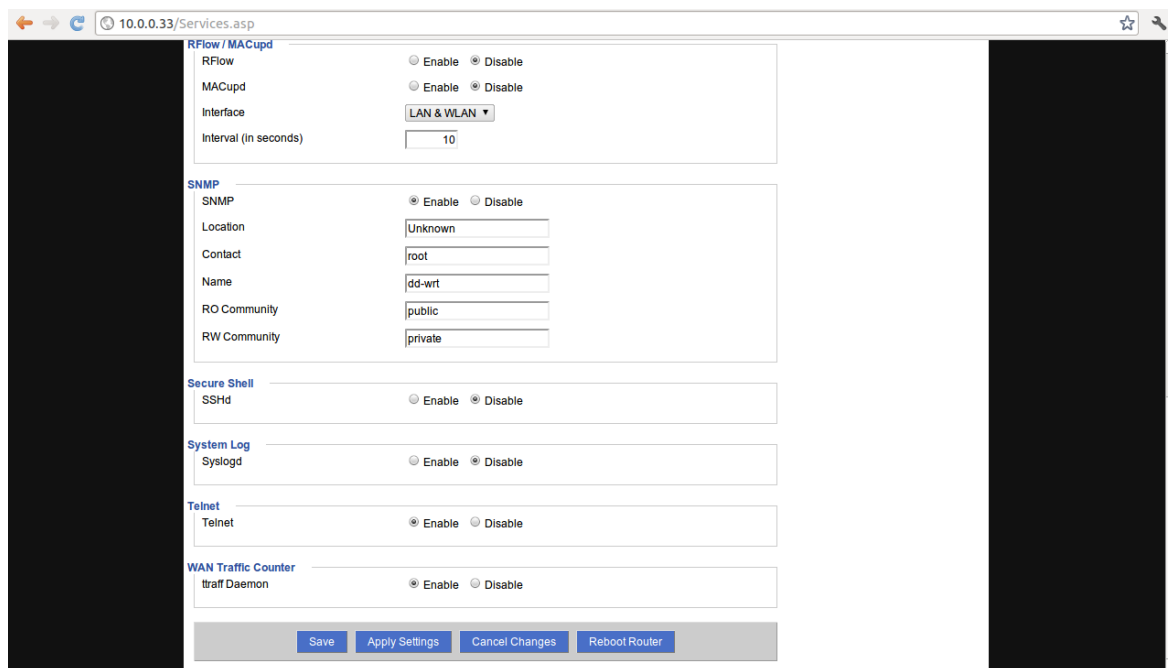 10.0.0.33/Services.asp
RFlow / MACupd
RFlow Enable Disable
MACupd Enable Disable
Interface LAN & WLAN
Interval (in seconds) 10
SNMP
SNMP Enable Disable
Location Unknown
Contact root
Name dd-wrt
RO Community public
RW Community private
Secure Shell
SSHd Enable Disable
System Log
Syslogd Enable Disable
Telnet
Telnet Enable Disable
WAN Traffic Counter
ttraff Daemon Enable Disable
Save Apply Settings Cancel Changes Reboot Router